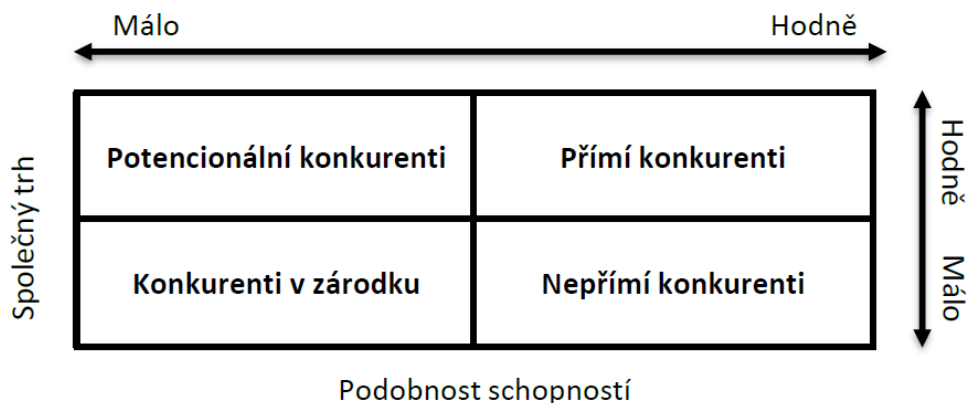 Málo Hodně
Potencionální konkurenti Přímí konkurenti
Konkurenti v zárodku Nepřímí konkurenti
Společný trh
Hodně
Málo
Podobnost schopností